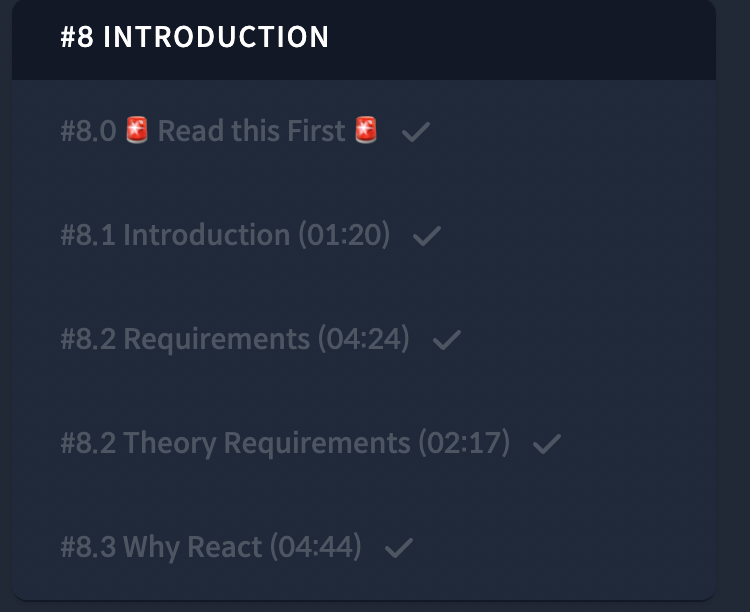 #8 INTRODUCTION
#8.0 🚨 Read this First 🚨
#8.1 Introduction (01:20)
#8.2 Requirements (04:24)
#8.2 Theory Requirements (02:17)
#8.3 Why React (04:44)